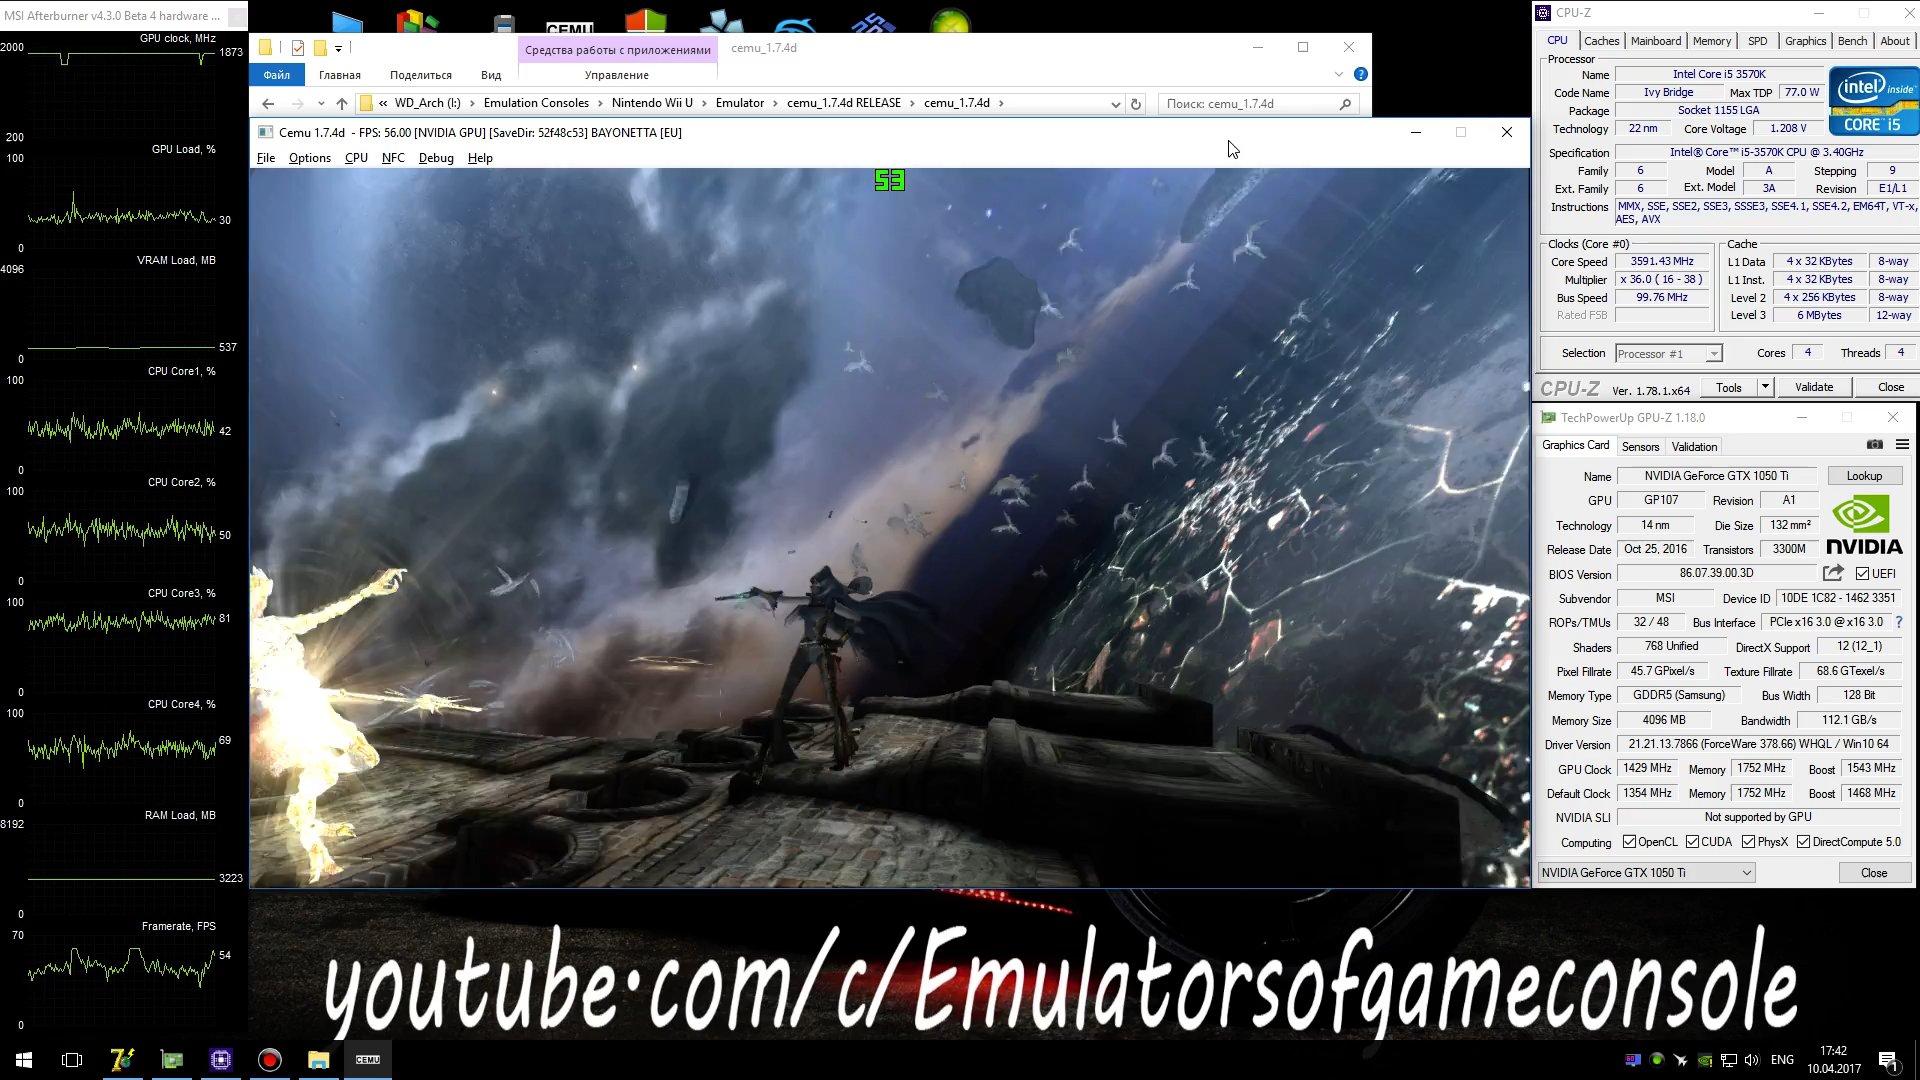 MSI Afterburner v4.3.0 Beta 4 hardware ...
GPU clock, MHz
2000
1873
200
GPU Load, %
100
30
0
VRAM Load, MB
4096
537
0
CPU Core1, %
100
42
0
CPU Core2, %
100
50
0
CPU Core3, %
100
81
0
CPU Core4, %
100
69
0
RAM Load, MB
8192
3223
0
Framerate, FPS
70
54
0
CEMU
Средства работы с приложениями
cemu_1.7.4d
Файл
Главная
Поделиться
Вид
Управление
« WD_Arch (I:) > Emulation Consoles > Nintendo Wii U > Emulator > cemu_1.7.4d RELEASE > cemu_1.7.4d >
Поиск: cemu_1.7.4d
Cemu 1.7.4d - FPS: 56.00 [NVIDIA GPU] [SaveDir: 52f48c53] BAYONETTA [EU]
File Options CPU NFC Debug Help
53
CPU-Z
CPU Caches Mainboard Memory SPD Graphics Bench About
Processor
Name Intel Core i5 3570K
Code Name Ivy Bridge Max TDP 77.0 W
Package Socket 1155 LGA
Technology 22 nm Core Voltage 1.208 V
intel inside™
CORE i5
Specification Intel® Core™ i5-3570K CPU @ 3.40GHz
Family 6 Model A Stepping 9
Ext. Family 6 Ext. Model 3A Revision E1/L1
Instructions MMX, SSE, SSE2, SSE3, SSSE3, SSE4.1, SSE4.2, EM64T, VT-x,
AES, AVX
Clocks (Core #0)
Core Speed 3591.43 MHz
Multiplier x 36.0 ( 16 - 38 )
Bus Speed 99.76 MHz
Rated FSB
Cache
L1 Data 4 x 32 KBytes 8-way
L1 Inst. 4 x 32 KBytes 8-way
Level 2 4 x 256 KBytes 8-way
Level 3 6 MBytes 12-way
Selection Processor #1 Cores 4 Threads 4
CPU-Z Ver. 1.78.1.x64 Tools Validate Close
TechPowerUp GPU-Z 1.18.0
Graphics Card Sensors Validation
Name NVIDIA GeForce GTX 1050 Ti Lookup
GPU GP107 Revision A1
Technology 14 nm Die Size 132 mm²
Release Date Oct 25, 2016 Transistors 3300M
NVIDIA
BIOS Version 86.07.39.00.3D UEFI
Subvendor MSI Device ID 10DE 1C82 - 1462 3351
ROPs/TMUs 32 / 48 Bus Interface PCIe x16 3.0 @ x16 3.0 ?
Shaders 768 Unified DirectX Support 12 (12_1)
Pixel Fillrate 45.7 GPixel/s Texture Fillrate 68.6 GTexel/s
Memory Type GDDR5 (Samsung) Bus Width 128 Bit
Memory Size 4096 MB Bandwidth 112.1 GB/s
Driver Version 21.21.13.7866 (ForceWare 378.66) WHQL / Win10 64
GPU Clock 1429 MHz Memory 1752 MHz Boost 1543 MHz
Default Clock 1354 MHz Memory 1752 MHz Boost 1468 MHz
NVIDIA SLI Not supported by GPU
Computing OpenCL CUDA PhysX DirectCompute 5.0
NVIDIA GeForce GTX 1050 Ti Close
youtube.com/c/Emulatorsofgameconsole
CEMU
ENG
17:42
10.04.2017
1